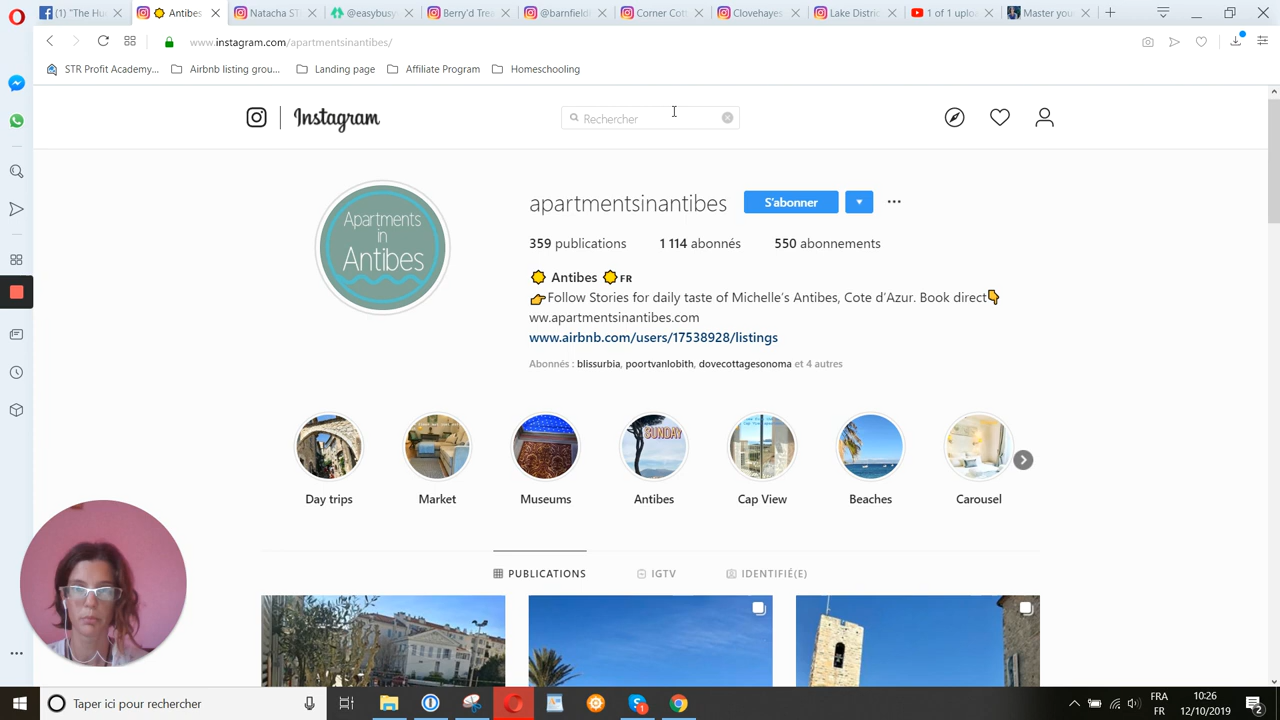 [ "The Hu
Antibes
Natacha ST
@easybusy
Berry'd Trea
@barnfield
Corner Cott
Clovehayes
Lake Distric
1 of 1 uploa
Master you
www.instagram.com/apartmentsinantibes/
STR Profit Academy...
Airbnb listing grou...
Landing page
Affiliate Program
Homeschooling
Instagram
Rechercher
apartmentsinantibes
S'abonner
359 publications 1 114 abonnés 550 abonnements
Antibes FR
Follow Stories for daily taste of Michelle's Antibes, Cote d'Azur. Book direct
ww.apartmentsinantibes.com
www.airbnb.com/users/17538928/listings
Abonnés : blissurbia, poortvanlobith, dovecottagesonoma et 4 autres
Apartments
in
Antibes
SUNDAY
Day trips
Market
Museums
Antibes
Cap View
Beaches
Carousel
PUBLICATIONS
IGTV
IDENTIFIÉ(E)
Taper ici pour rechercher
1
FRA
FR
10:26
12/10/2019
2